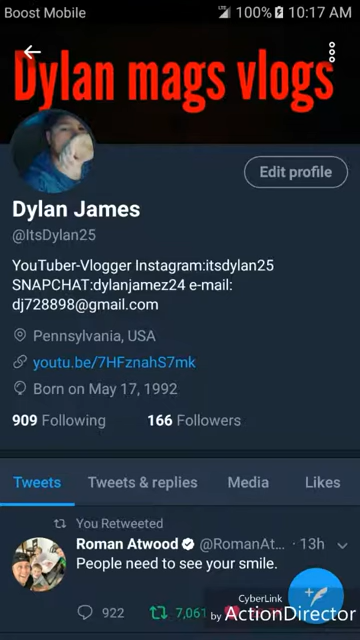 Boost Mobile 100% 10:17 AM
Dylan mags vlogs
Edit profile
Dylan James
@ItsDylan25
YouTuber-Vlogger Instagram:itsdylan25
SNAPCHAT:dylanjamez24 e-mail:
dj728898@gmail.com
Pennsylvania, USA
youtu.be/7HFznahS7mk
Born on May 17, 1992
909 Following 166 Followers
Tweets Tweets & replies Media Likes
You Retweeted
Roman Atwood @RomanAt... · 13h
People need to see your smile.
922 7,061
CyberLink
by ActionDirector